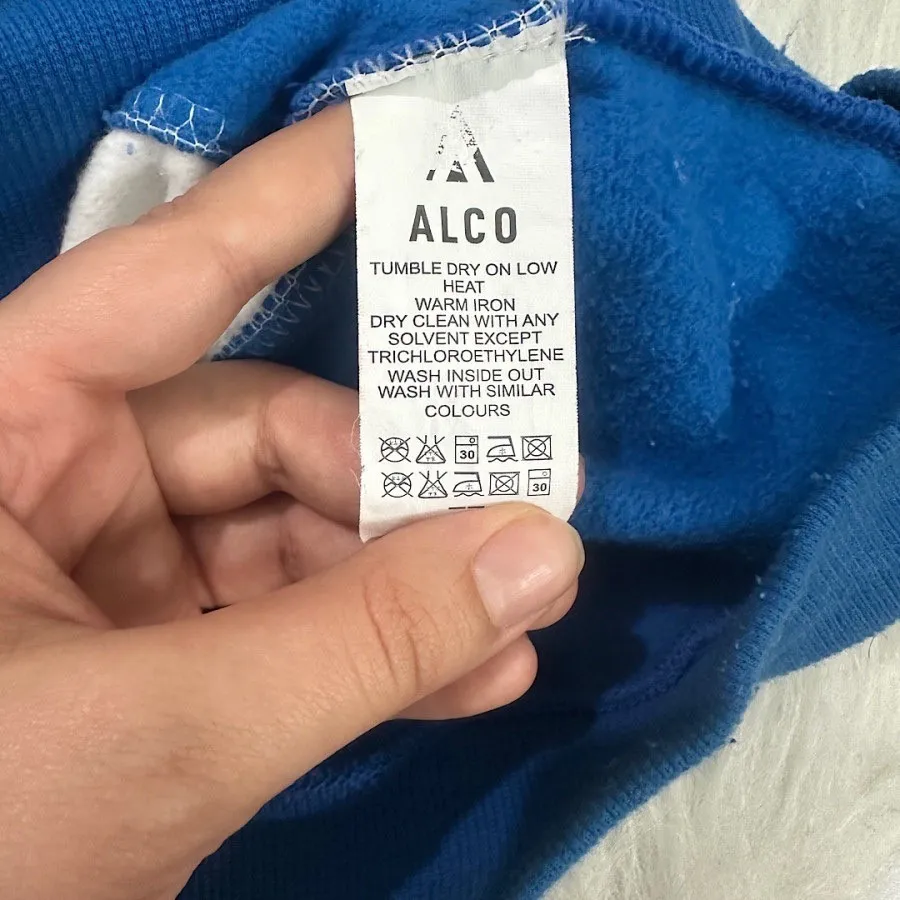 ALCO
TUMBLE DRY ON LOW
HEAT
WARM IRON
DRY CLEAN WITH ANY
SOLVENT EXCEPT
TRICHLOROETHYLENE
WASH INSIDE OUT
WASH WITH SIMILAR
COLOURS
30
30